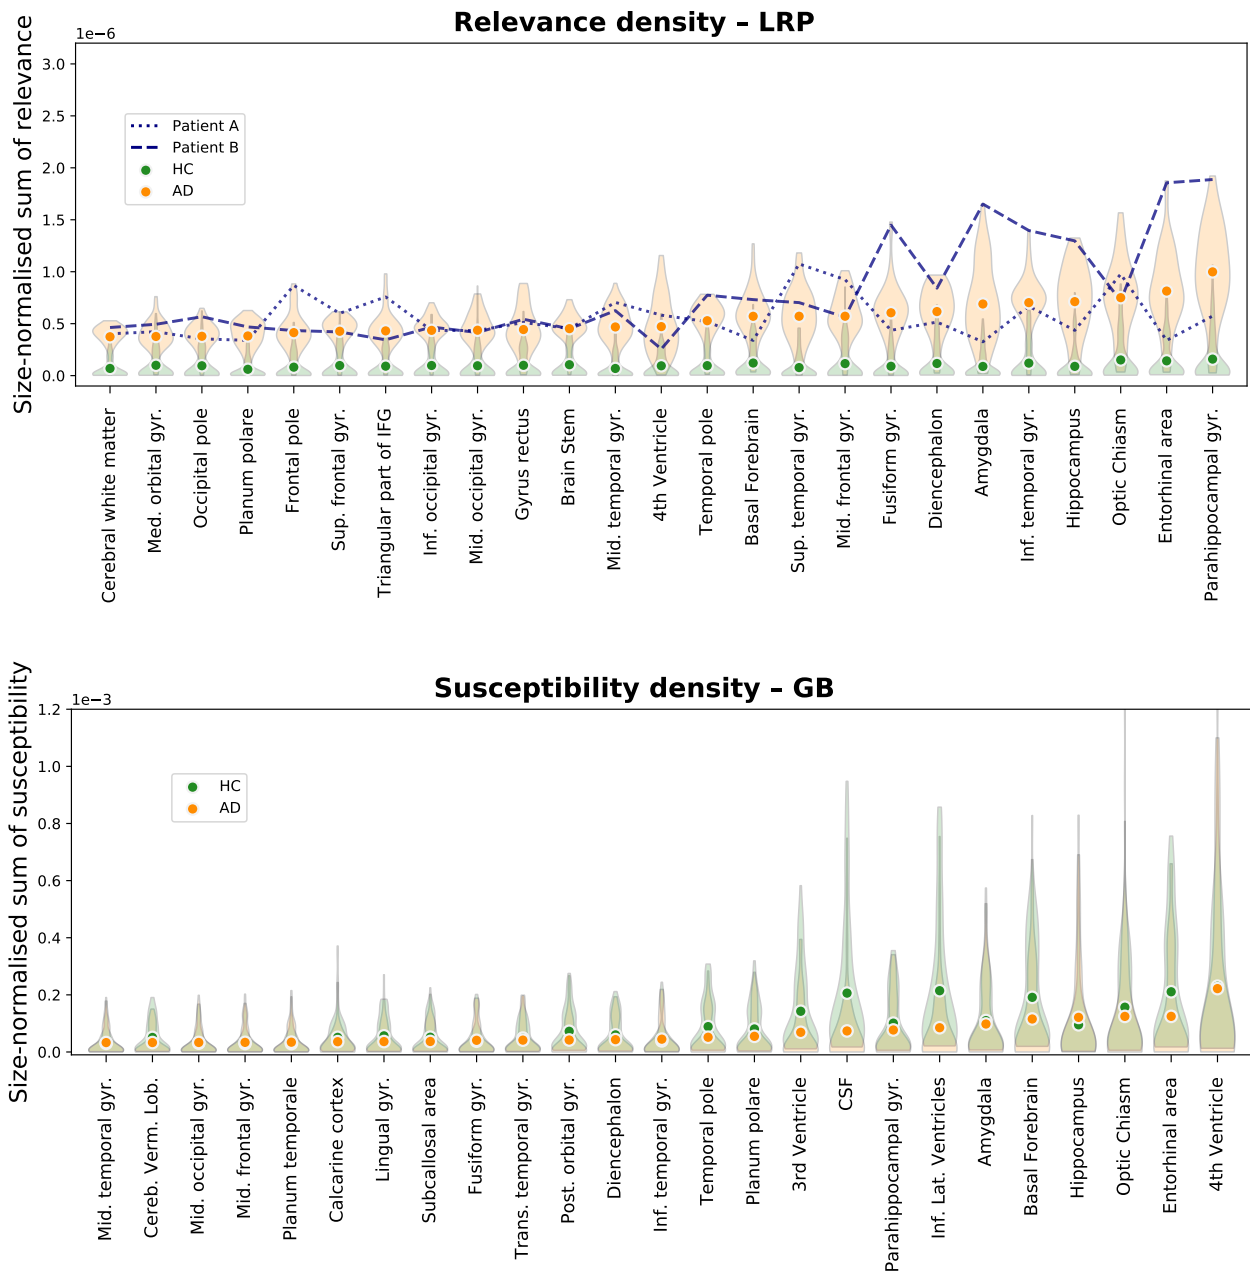 Relevance density – LRP
1e−6
Size-normalised sum of relevance
3.0
2.5
2.0
1.5
1.0
0.5
0.0
Patient A
Patient B
HC
AD
Cerebral white matter
Med. orbital gyr.
Occipital pole
Planum polare
Frontal pole
Sup. frontal gyr.
Triangular part of IFG
Inf. occipital gyr.
Mid. occipital gyr.
Gyrus rectus
Brain Stem
Mid. temporal gyr.
4th Ventricle
Temporal pole
Basal Forebrain
Sup. temporal gyr.
Mid. frontal gyr.
Fusiform gyr.
Diencephalon
Amygdala
Inf. temporal gyr.
Hippocampus
Optic Chiasm
Entorhinal area
Parahippocampal gyr.
Susceptibility density – GB
1e−3
Size-normalised sum of susceptibility
1.2
1.0
0.8
0.6
0.4
0.2
0.0
HC
AD
Mid. temporal gyr.
Cereb. Verm. Lob.
Mid. occipital gyr.
Mid. frontal gyr.
Planum temporale
Calcarine cortex
Lingual gyr.
Subcallosal area
Fusiform gyr.
Trans. temporal gyr.
Post. orbital gyr.
Diencephalon
Inf. temporal gyr.
Temporal pole
Planum polare
3rd Ventricle
CSF
Parahippocampal gyr.
Inf. Lat. Ventricles
Amygdala
Basal Forebrain
Hippocampus
Optic Chiasm
Entorhinal area
4th Ventricle